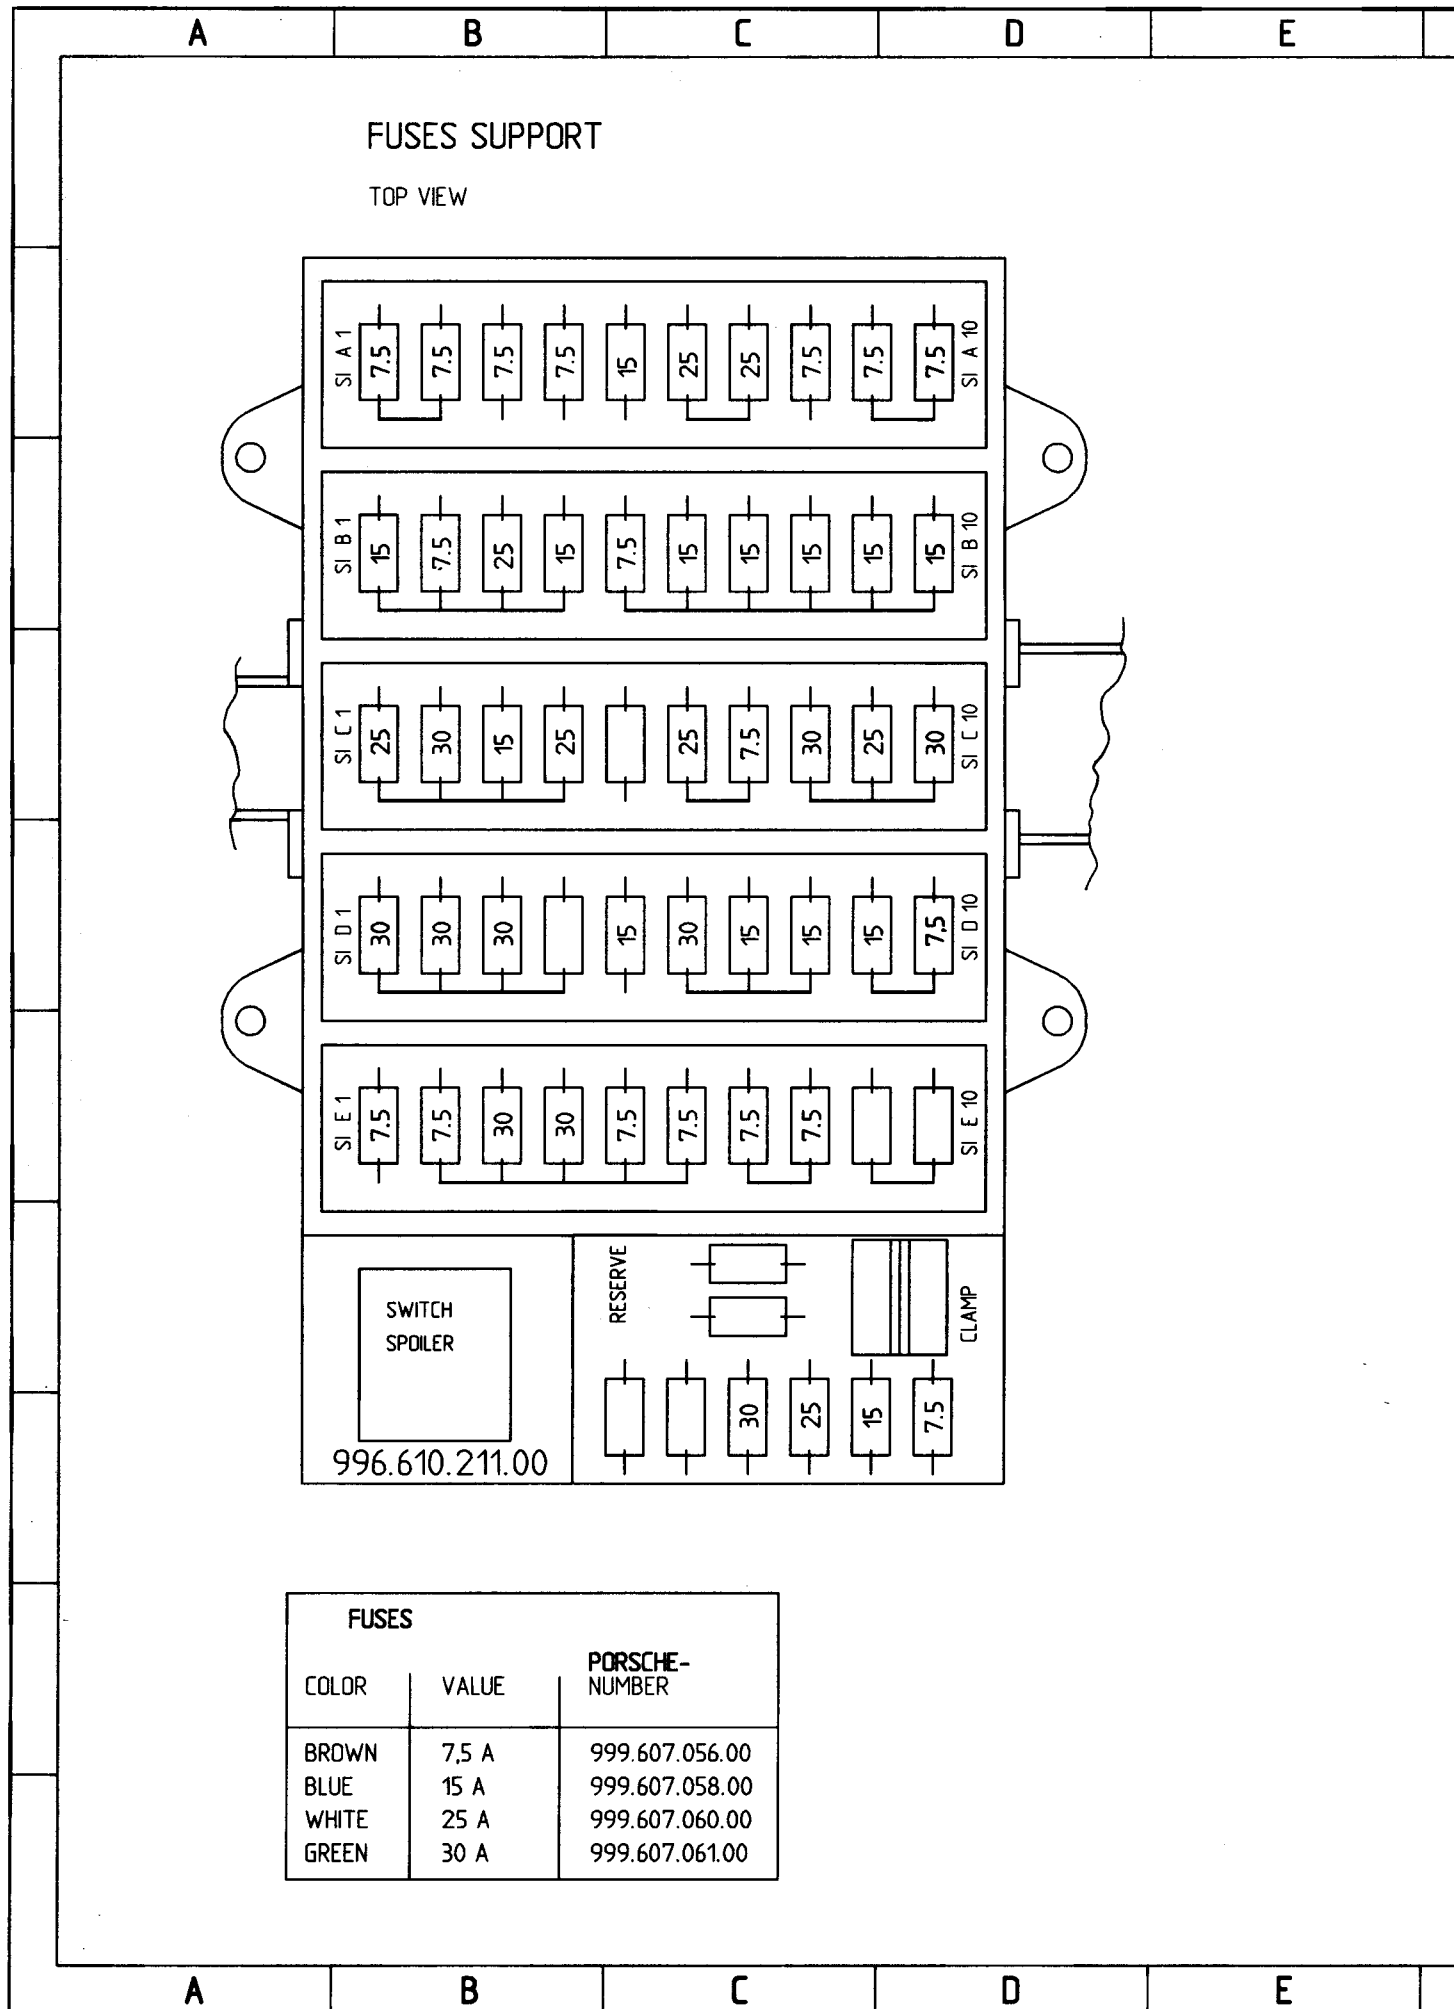 A B C D E
FUSES SUPPORT
TOP VIEW
SI A 1 7.5 7.5 7.5 7.5 15 25 25 7.5 7.5 7.5 SI A 10
SI B 1 15 7.5 25 15 7.5 15 15 15 15 15 SI B 10
SI C 1 25 30 15 25 25 7.5 30 25 30 SI C 10
SI D 1 30 30 30 15 30 15 15 15 7,5 SI D 10
SI E 1 7.5 7.5 30 30 7.5 7.5 7.5 7.5 SI E 10
SWITCH
SPOILER
996.610.211.00
RESERVE
CLAMP
30 25 15 7.5
FUSES
COLOR VALUE PORSCHE-
NUMBER
BROWN 7,5 A 999.607.056.00
BLUE 15 A 999.607.058.00
WHITE 25 A 999.607.060.00
GREEN 30 A 999.607.061.00
A B C D E